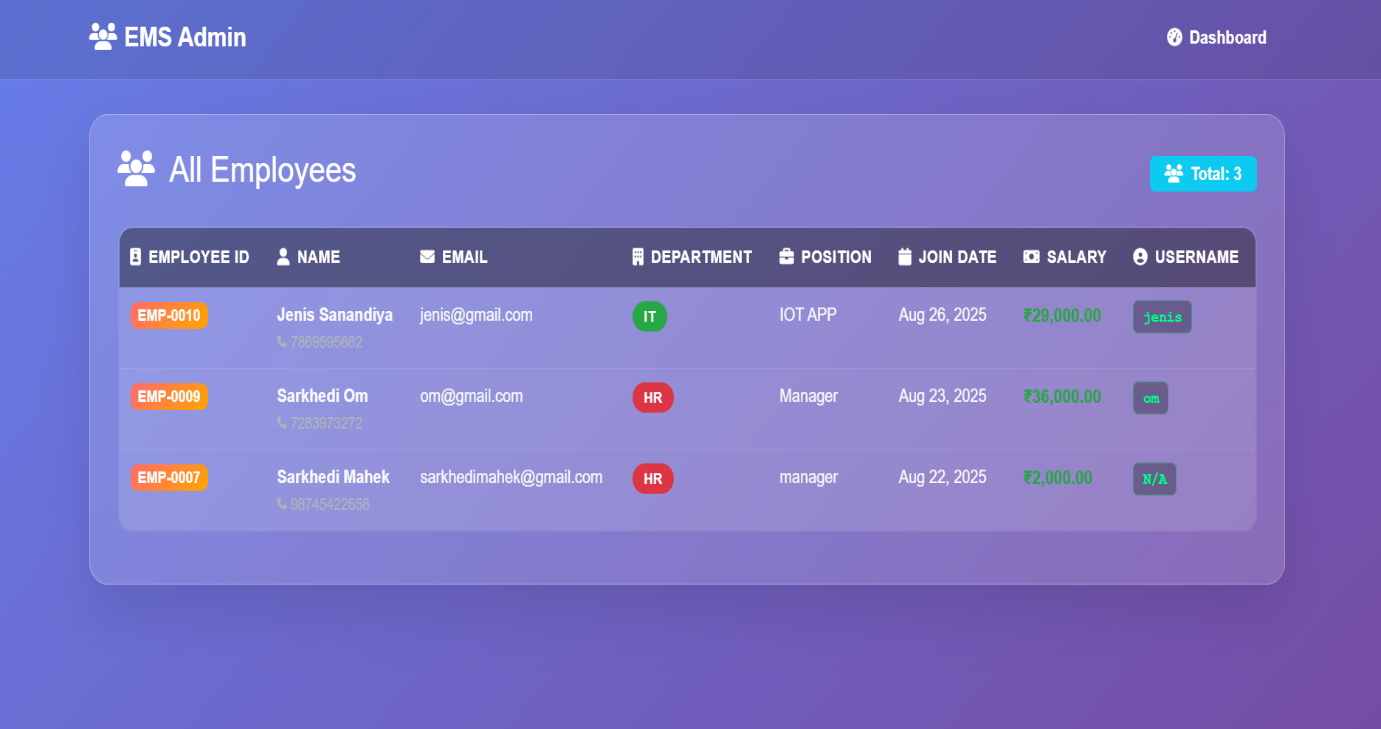 EMS Admin
Dashboard
All Employees
Total: 3
EMPLOYEE ID NAME EMAIL DEPARTMENT POSITION JOIN DATE SALARY USERNAME
EMP-0010 Jenis Sanandiya jenis@gmail.com IT IOT APP Aug 26, 2025 ₹29,000.00 jenis
7869595682
EMP-0009 Sarkhedi Om om@gmail.com HR Manager Aug 23, 2025 ₹36,000.00 om
7283973272
EMP-0007 Sarkhedi Mahek sarkhedimahek@gmail.com HR manager Aug 22, 2025 ₹2,000.00 N/A
98745422658